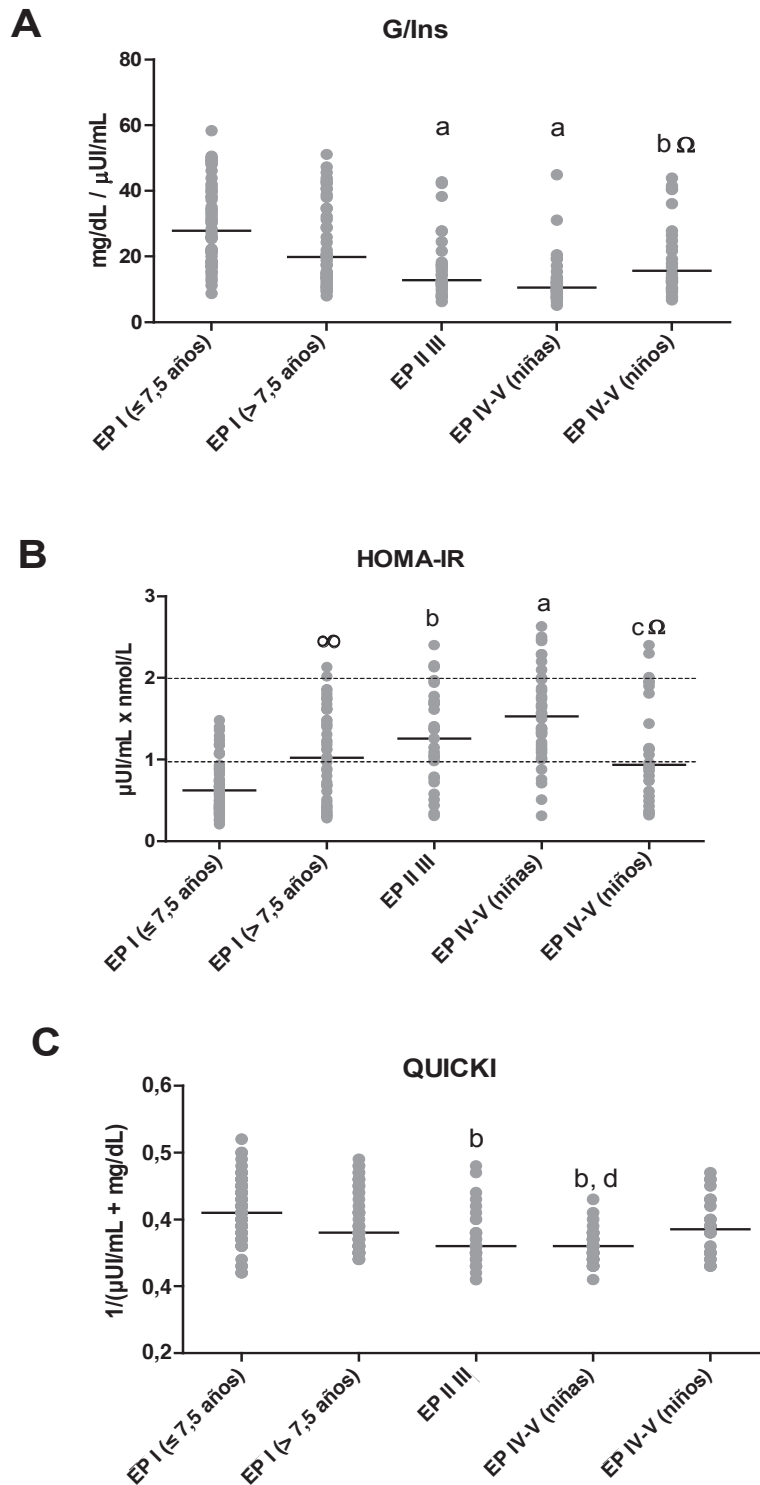 A
G/Ins
mg/dL / µUI/mL
80
60
40
20
0
a
a
b Ω
EP I (≤ 7,5 años)
EP I (> 7,5 años)
EP II III
EP IV-V (niñas)
EP IV-V (niños)
B
HOMA-IR
µUI/mL x nmol/L
3
2
1
0
∞
b
a
c Ω
EP I (≤ 7,5 años)
EP I (> 7,5 años)
EP II III
EP IV-V (niñas)
EP IV-V (niños)
C
QUICKI
1/(µUI/mL + mg/dL)
0,6
0,5
0,4
0,4
0,2
b
b, d
EP I (≤ 7,5 años)
EP I (> 7,5 años)
EP II III
EP IV-V (niñas)
EP IV-V (niños)